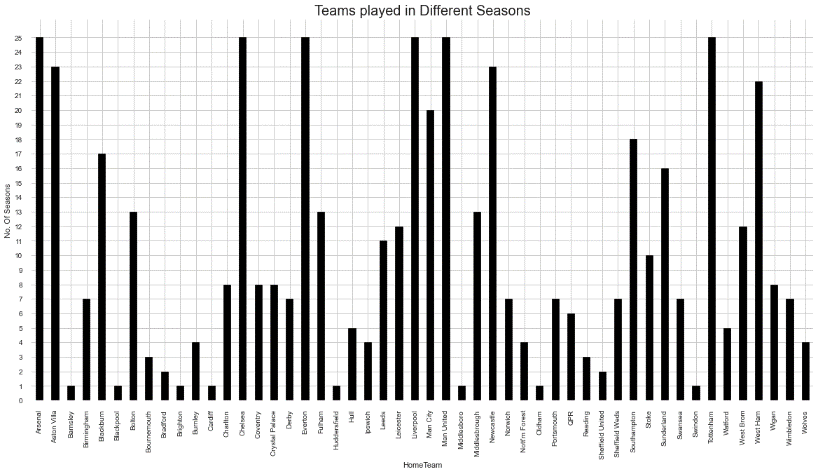 Teams played in Different Seasons
No. Of Seasons
25
24
23
22
21
20
19
18
17
16
15
14
13
12
11
10
9
8
7
6
5
4
3
2
1
0
Arsenal
Aston Villa
Barnsley
Birmingham
Blackburn
Blackpool
Bolton
Bournemouth
Bradford
Brighton
Burnley
Cardiff
Charlton
Chelsea
Coventry
Crystal Palace
Derby
Everton
Fulham
Huddersfield
Hull
Ipswich
Leeds
Leicester
Liverpool
Man City
Man United
Middlesboro
Middlesbrough
Newcastle
Norwich
Nott'm Forest
Oldham
Portsmouth
QPR
Reading
Sheffield United
Sheffield Weds
Southampton
Stoke
Sunderland
Swansea
Swindon
Tottenham
Watford
West Brom
West Ham
Wigan
Wimbledon
Wolves
HomeTeam